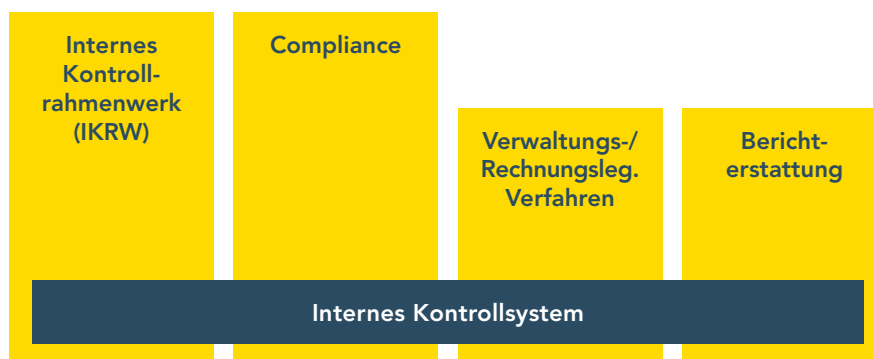 Internes
Kontroll-
rahmenwerk
(IKRW)
Compliance
Verwaltungs-/
Rechnungsleg.
Verfahren
Bericht-
erstattung
Internes Kontrollsystem